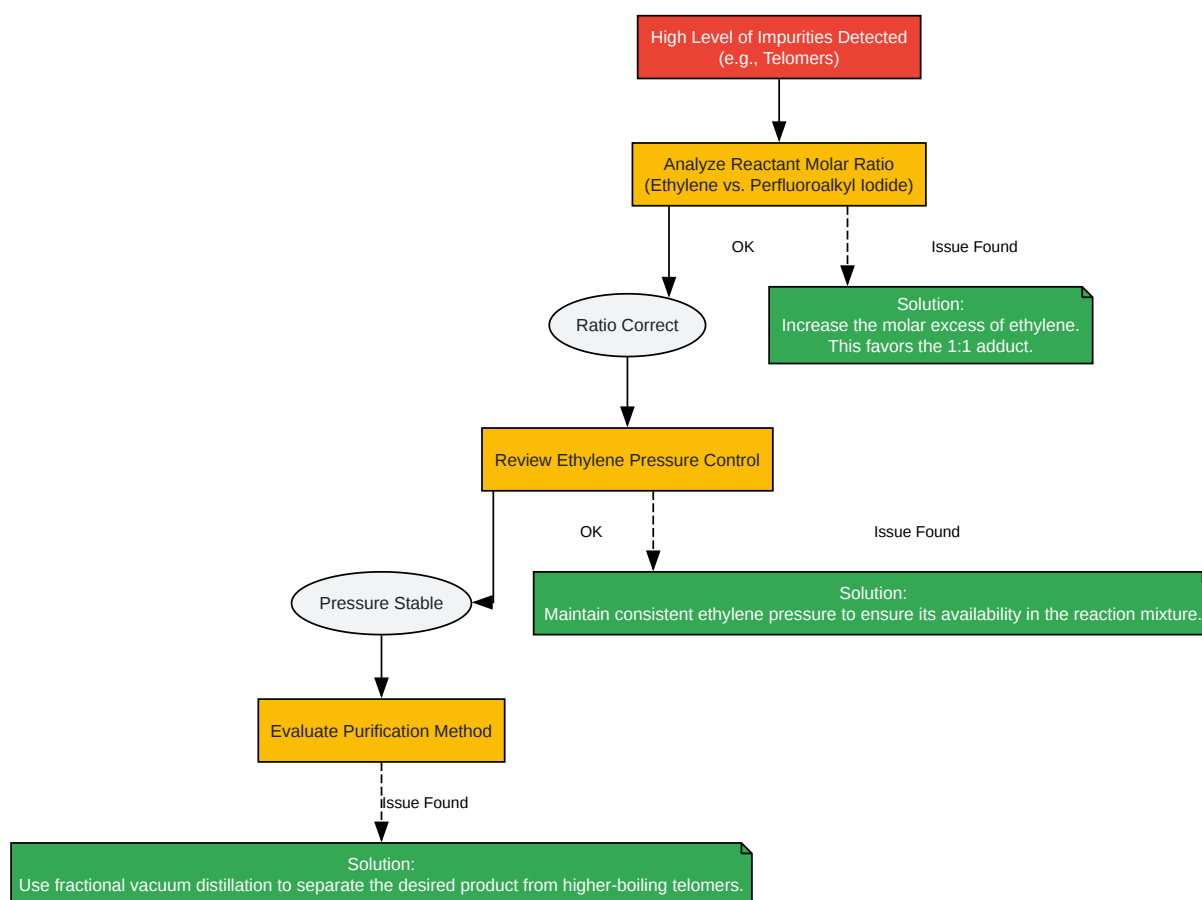 High Level of Impurities Detected
(e.g., Telomers)
Analyze Reactant Molar Ratio
(Ethylene vs. Perfluoroalkyl Iodide)
OK
Issue Found
Solution:
Increase the molar excess of ethylene.
This favors the 1:1 adduct.
Ratio Correct
Review Ethylene Pressure Control
OK
Issue Found
Solution:
Maintain consistent ethylene pressure to ensure its availability in the reaction mixture.
Pressure Stable
Evaluate Purification Method
Issue Found
Solution:
Use fractional vacuum distillation to separate the desired product from higher-boiling telomers.